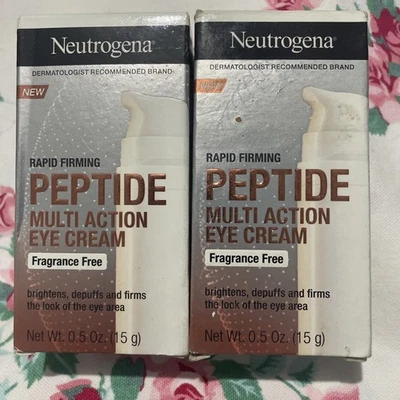 Neutrogena®
DERMATOLOGIST RECOMMENDED BRAND
NEW
RAPID FIRMING
PEPTIDE
MULTI ACTION
EYE CREAM
Fragrance Free
brightens, depuffs and firms
the look of the eye area
Net Wt. 0.5 Oz. (15 g)
Neutrogena®
DERMATOLOGIST RECOMMENDED BRAND
RAPID FIRMING
PEPTIDE
MULTI ACTION
EYE CREAM
Fragrance Free
brightens, depuffs and firms
the look of the eye area
Net Wt. 0.5 Oz. (15 g)